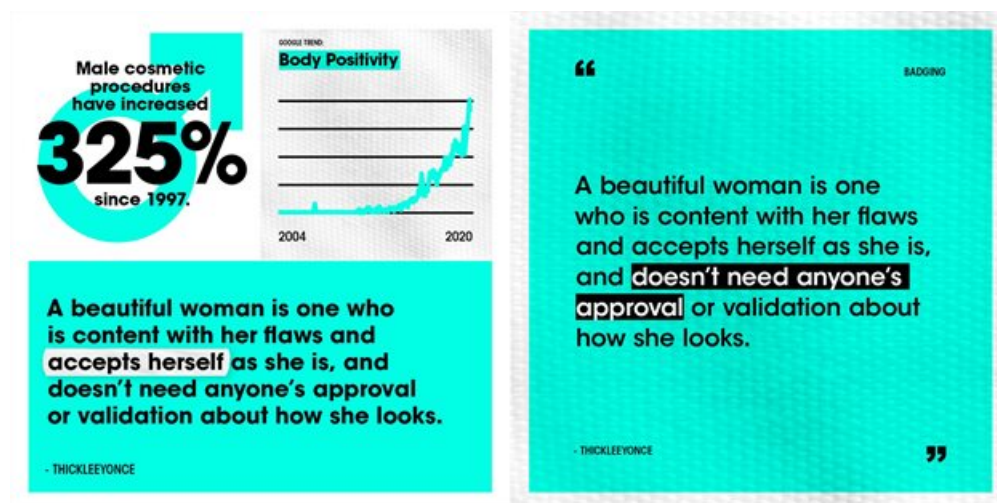 Male cosmetic
procedures
have increased
325%
since 1997.
GOOGLE TREND:
Body Positivity
2004
2020
A beautiful woman is one who
is content with her flaws and
accepts herself as she is, and
doesn't need anyone's approval
or validation about how she looks.
- THICKLEEYONCE
“
BADGING
A beautiful woman is one
who is content with her flaws
and accepts herself as she is,
and doesn't need anyone's
approval or validation about
how she looks.
- THICKLEEYONCE
”